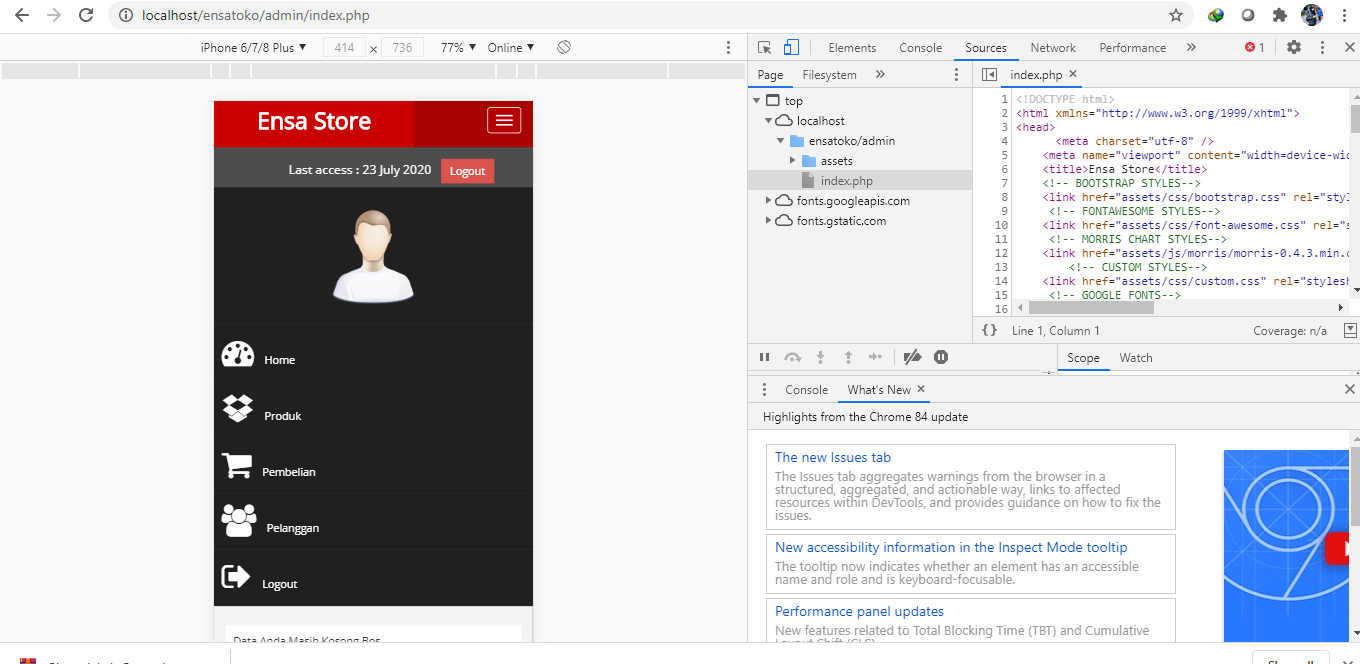 localhost/ensatoko/admin/index.php
iPhone 6/7/8 Plus ▼ 414 × 736 77% ▼ Online ▼
Elements Console Sources Network Performance » 1
Page Filesystem »
index.php ×
Ensa Store
Last access : 23 July 2020 Logout
Home
Produk
Pembelian
Pelanggan
Logout
Data Anda Masih Kosong Bos
top
localhost
ensatoko/admin
assets
index.php
fonts.googleapis.com
fonts.gstatic.com
1 <!DOCTYPE html>
2 <html xmlns="http://www.w3.org/1999/xhtml">
3 <head>
4 <meta charset="utf-8" />
5 <meta name="viewport" content="width=device-wid
6 <title>Ensa Store</title>
7 <!-- BOOTSTRAP STYLES-->
8 <link href="assets/css/bootstrap.css" rel="styl
9 <!-- FONTAWESOME STYLES-->
10 <link href="assets/css/font-awesome.css" rel="s
11 <!-- MORRIS CHART STYLES-->
12 <link href="assets/js/morris/morris-0.4.3.min.c
13 <!-- CUSTOM STYLES-->
14 <link href="assets/css/custom.css" rel="stylesh
15 <!-- GOOGLE FONTS-->
16
{} Line 1, Column 1 Coverage: n/a
Scope Watch
Console What's New ×
Highlights from the Chrome 84 update
The new Issues tab
The Issues tab aggregates warnings from the browser in a
structured, aggregated, and actionable way, links to affected
resources within DevTools, and provides guidance on how to fix the
issues.
New accessibility information in the Inspect Mode tooltip
The tooltip now indicates whether an element has an accessible
name and role and is keyboard-focusable.
Performance panel updates
New features related to Total Blocking Time (TBT) and Cumulative
Layout Shift (CLS)